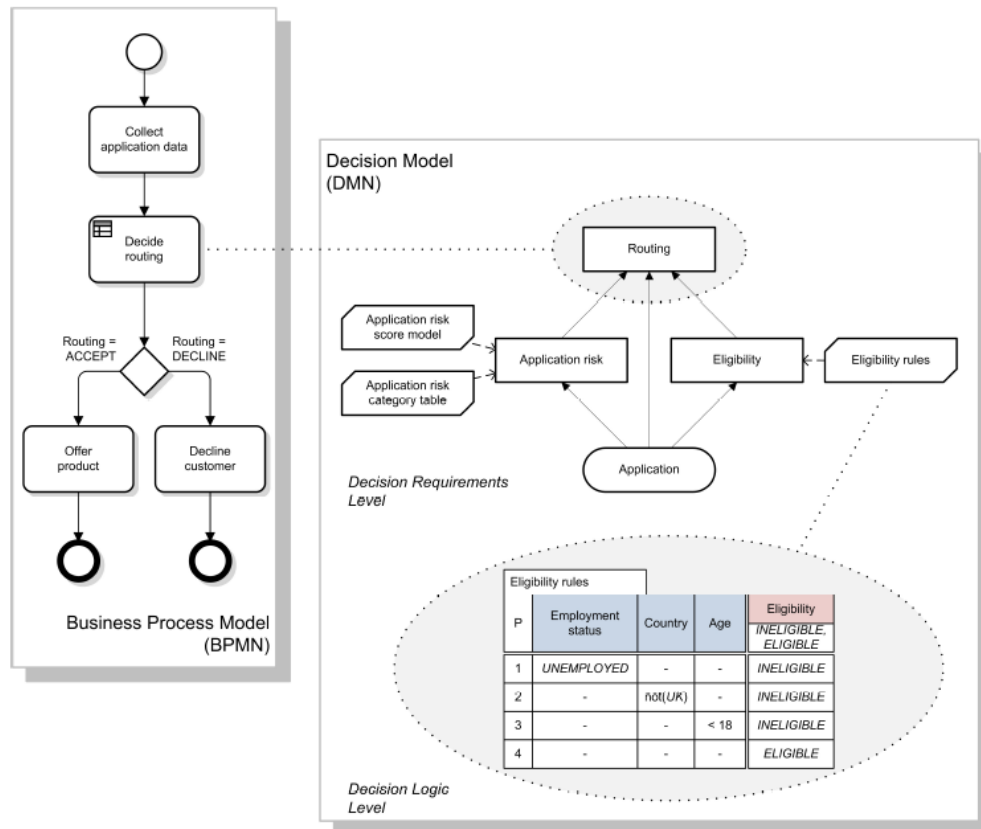 Collect
application data
Decide
routing
Routing =
ACCEPT
Routing =
DECLINE
Offer
product
Decline
customer
Business Process Model
(BPMN)
Decision Model
(DMN)
Routing
Application risk
score model
Application risk
category table
Application risk
Eligibility
Eligibility rules
Application
Decision Requirements
Level
Eligibility rules
P Employment status Country Age Eligibility
INELIGIBLE,
ELIGIBLE
1 UNEMPLOYED - - INELIGIBLE
2 - not(UK) - INELIGIBLE
3 - - < 18 INELIGIBLE
4 - - - ELIGIBLE
Decision Logic
Level